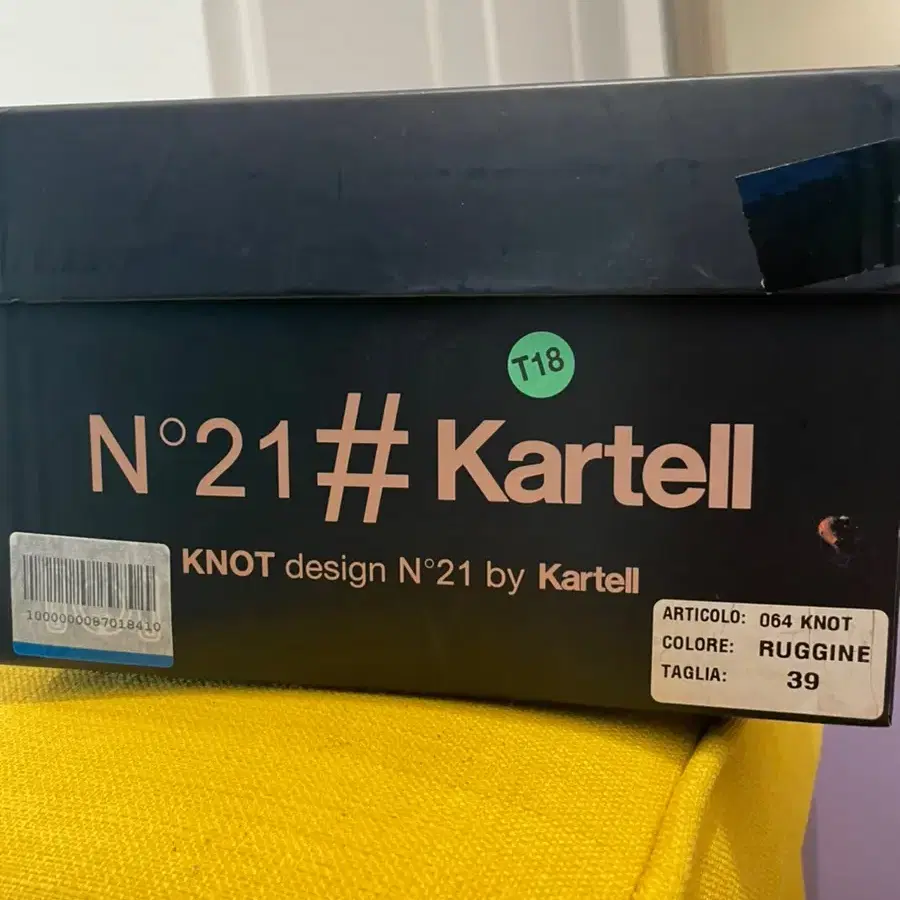 T18
N°21 # Kartell
KNOT design N°21 by Kartell
1000000087018410
ARTICOLO: 064 KNOT
COLORE: RUGGINE
TAGLIA: 39